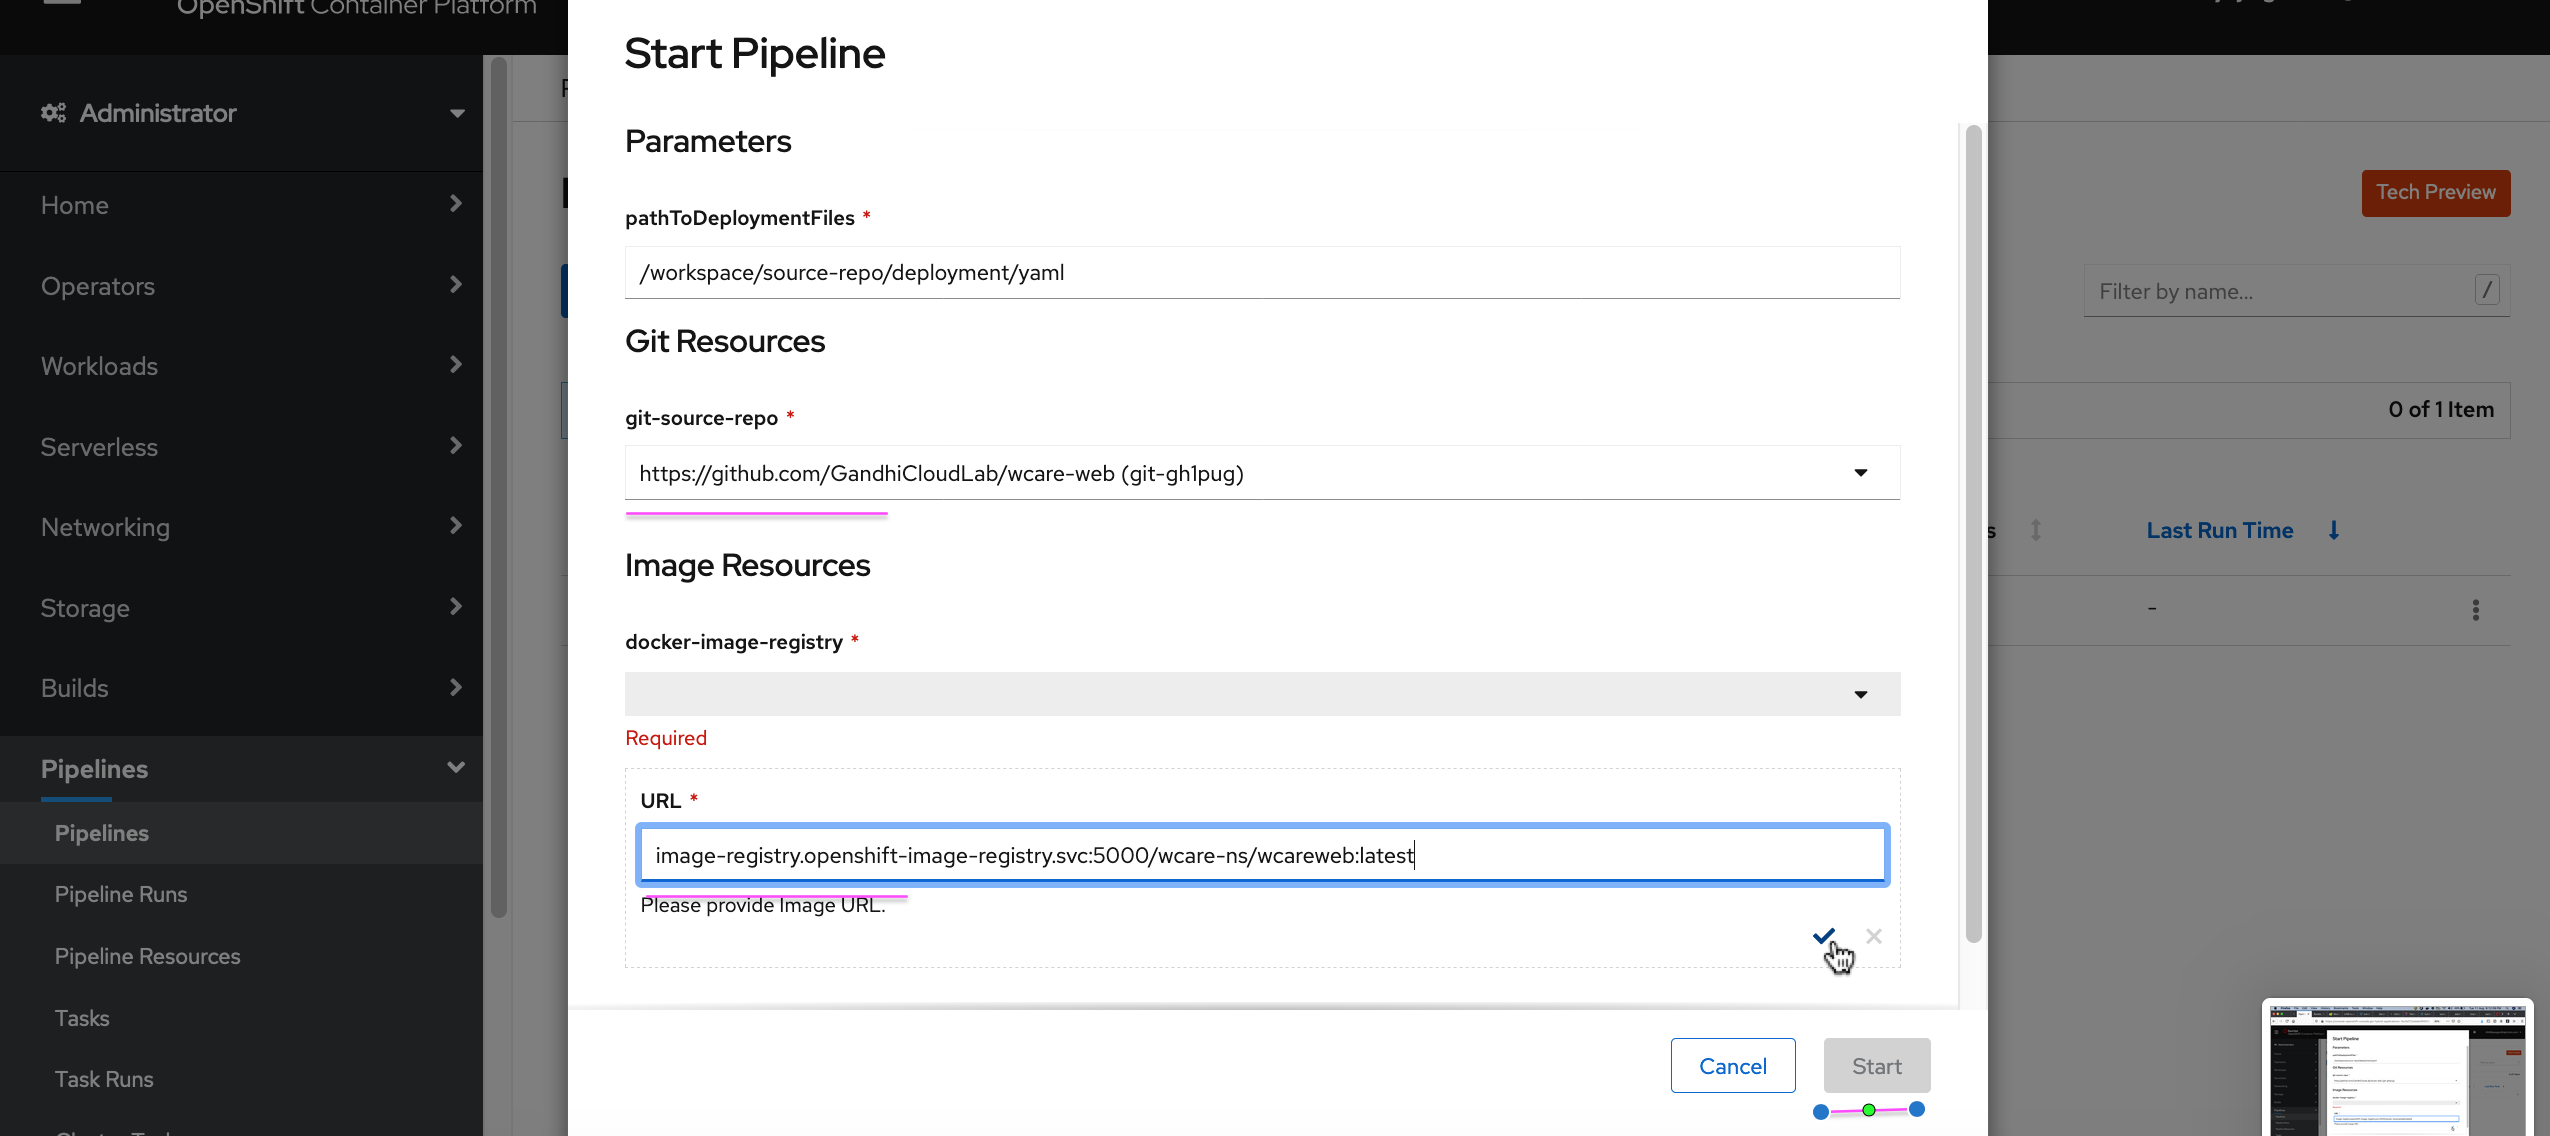 OpenShift Container Platform
Start Pipeline
Administrator
Home
Operators
Workloads
Serverless
Networking
Storage
Builds
Pipelines
Pipelines
Pipeline Runs
Pipeline Resources
Tasks
Task Runs
Parameters
pathToDeploymentFiles *
/workspace/source-repo/deployment/yaml
Git Resources
git-source-repo *
https://github.com/GandhiCloudLab/wcare-web (git-gh1pug)
Image Resources
docker-image-registry *
Required
URL *
image-registry.openshift-image-registry.svc:5000/wcare-ns/wcareweb:latest
Please provide Image URL.
Cancel
Start
Tech Preview
Filter by name...
/
0 of 1 Item
s
Last Run Time
-